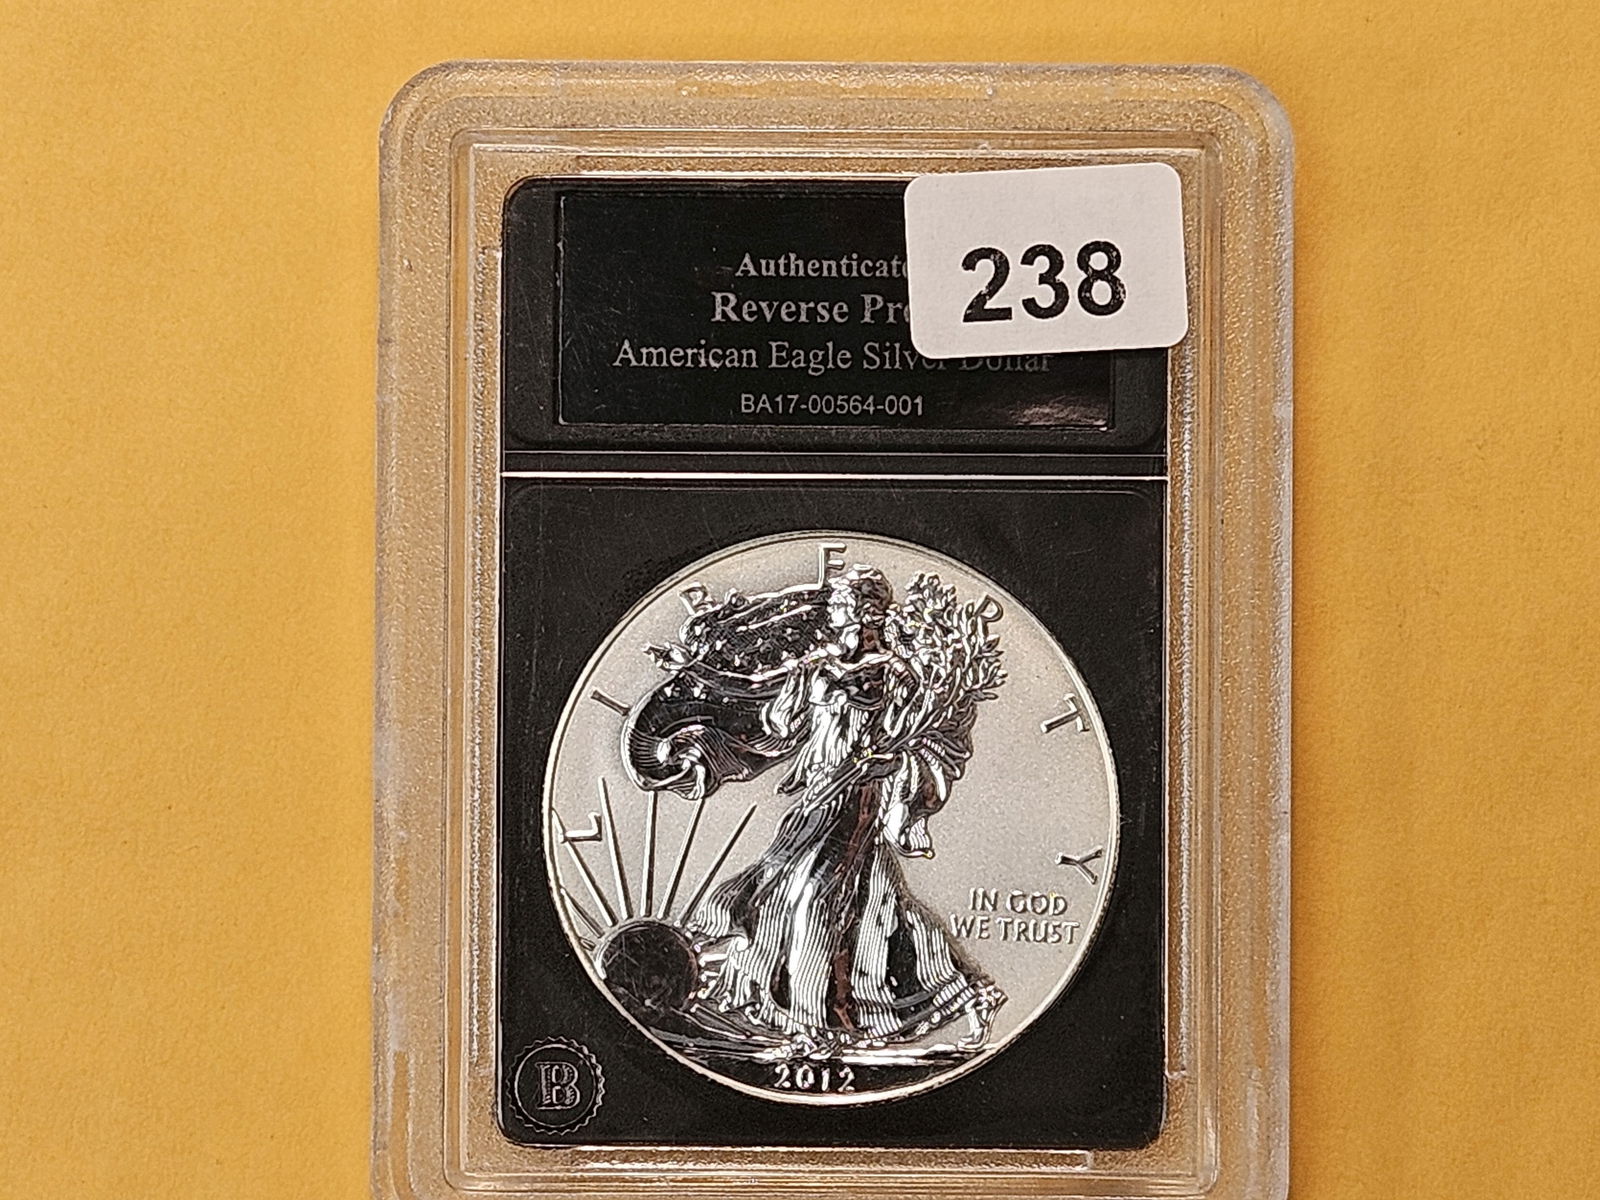 Authenticate
Reverse Pro
American Eagle Silver Dollar
BA17-00564-001
238
LIBERTY
IN GOD
WE TRUST
2012
B